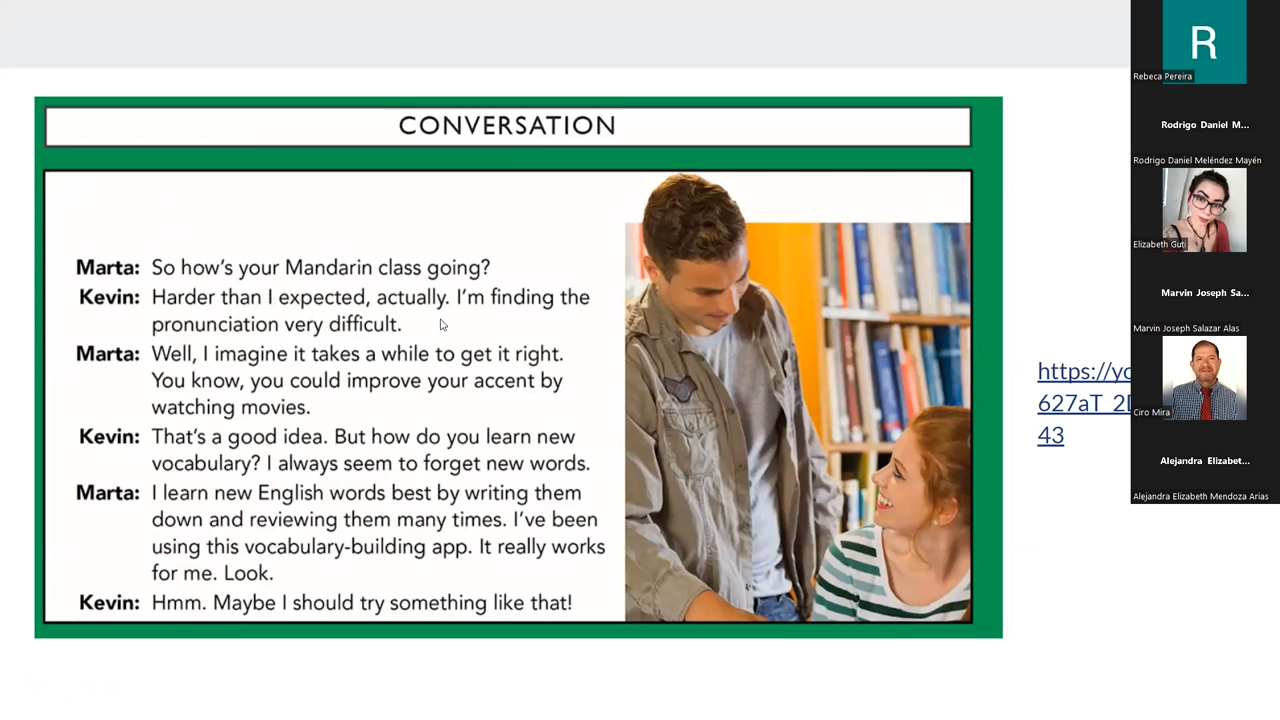 CONVERSATION
Marta: So how's your Mandarin class going?
Kevin: Harder than I expected, actually. I'm finding the
pronunciation very difficult.
Marta: Well, I imagine it takes a while to get it right.
You know, you could improve your accent by
watching movies.
Kevin: That's a good idea. But how do you learn new
vocabulary? I always seem to forget new words.
Marta: I learn new English words best by writing them
down and reviewing them many times. I've been
using this vocabulary-building app. It really works
for me. Look.
Kevin: Hmm. Maybe I should try something like that!
https://yo
627aT_2
43
R
Rebeca Pereira
Rodrigo Daniel M...
Rodrigo Daniel Meléndez Mayén
Elizabeth Guti
Marvin Joseph Sa...
Marvin Joseph Salazar Alas
Ciro Mira
Alejandra Elizabet...
Alejandra Elizabeth Mendoza Arias